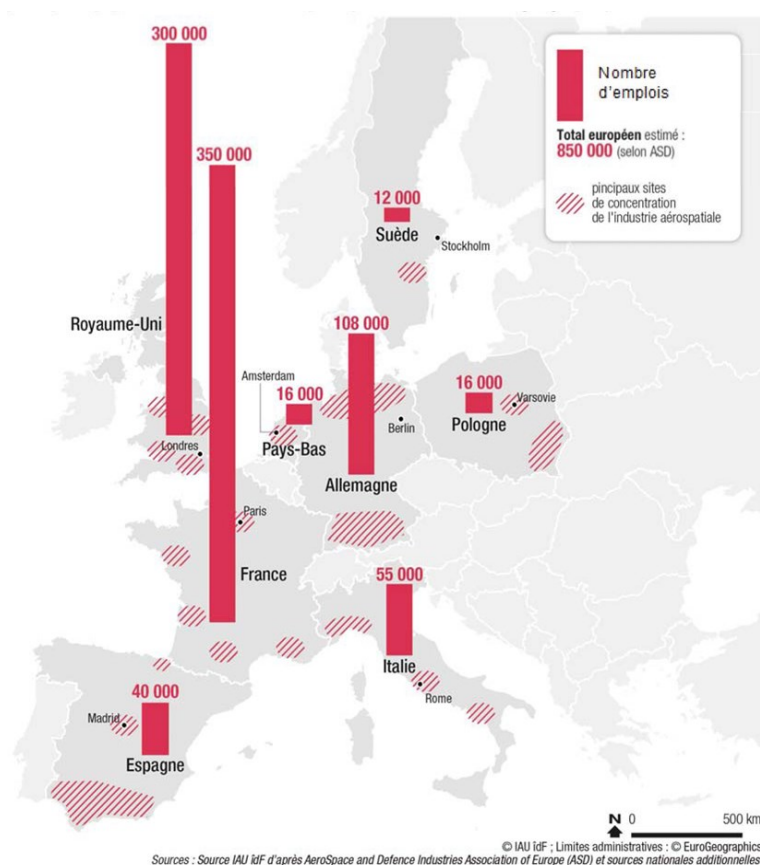 300 000
Nombre
d'emplois
Total européen estimé :
850 000 (selon ASD)
pincipaux sites
de concentration
de l'industrie aérospatiale
350 000
12 000
Suède
Stockholm
Royaume-Uni
108 000
Amsterdam
16 000
16 000
Varsovie
Berlin
Pologne
Londres
Pays-Bas
Allemagne
Paris
France
55 000
Italie
Rome
40 000
Madrid
Espagne
N 0 500 km
© IAU îdF ; Limites administratives : © EuroGeographics
Sources : Source IAU îdF d'après AeroSpace and Defence Industries Association of Europe (ASD) et sources nationales additionnelles